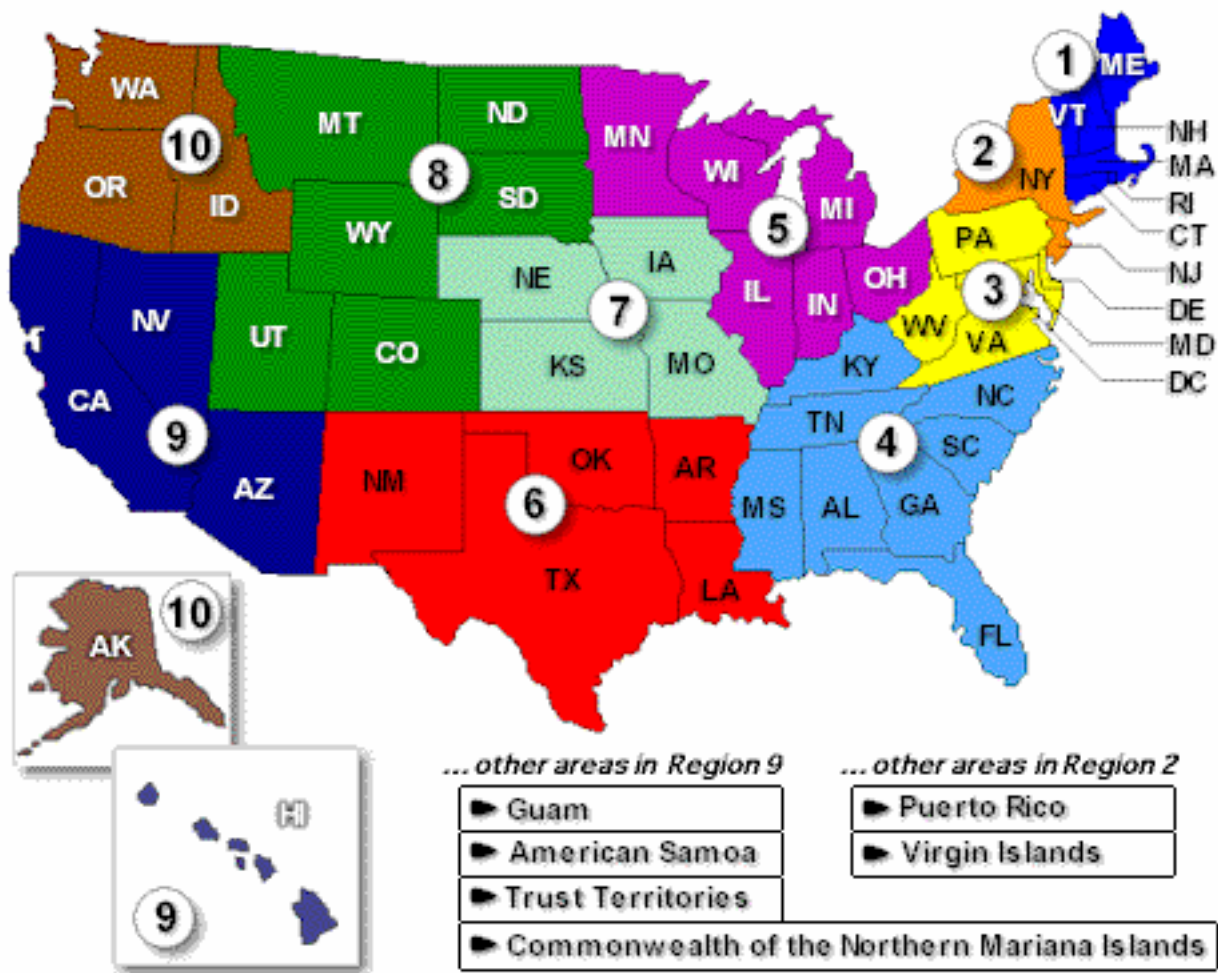 1
ME
WA
ND
VT
NH
MT
MN
10
2
MA
8
WI
NY
OR
ID
SD
MI
RI
WY
5
PA
CT
IA
NE
OH
NJ
IL
IN
3
DE
NV
7
WV
UT
CO
VA
MD
KS
MO
KY
DC
CA
NC
TN
9
4
SC
OK
AR
AZ
NM
6
MS
AL
GA
TX
LA
10
FL
AK
... other areas in Region 9
Guam
American Samoa
Trust Territories
Commonwealth of the Northern Mariana Islands
... other areas in Region 2
Puerto Rico
Virgin Islands
HI
9